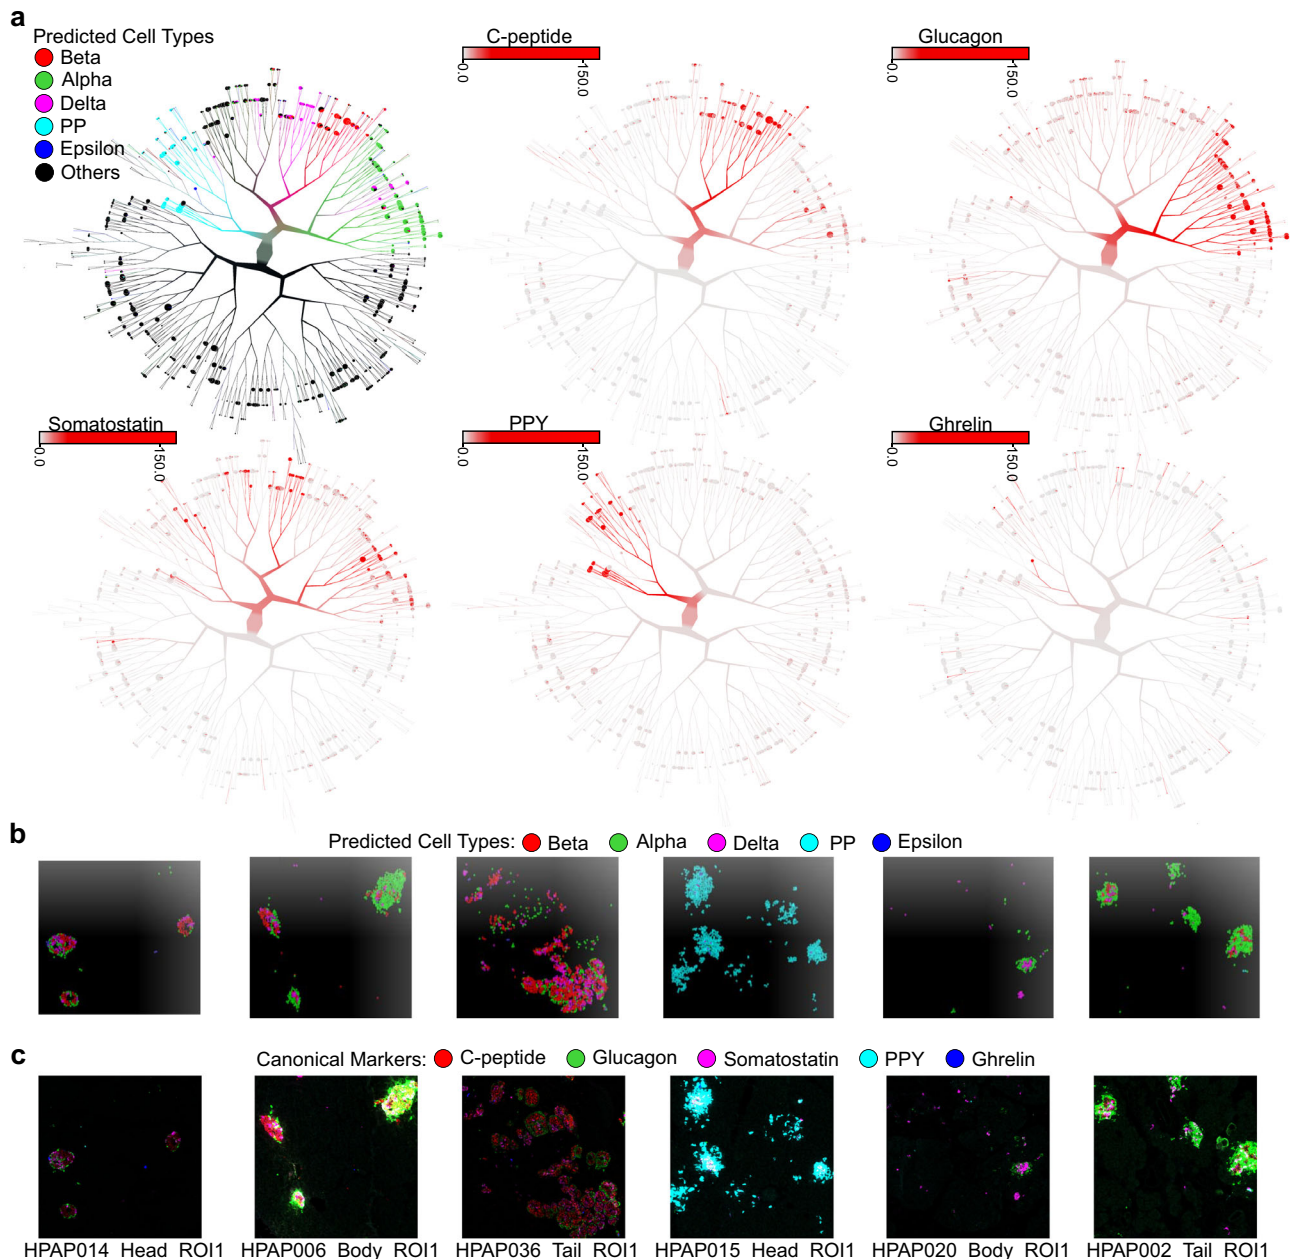 a
Predicted Cell Types
Beta
Alpha
Delta
PP
Epsilon
Others
C-peptide
0.0
150.0
Glucagon
0.0
150.0
Somatostatin
0.0
150.0
PPY
0.0
150.0
Ghrelin
0.0
150.0
b
Predicted Cell Types: Beta Alpha Delta PP Epsilon
c
Canonical Markers: C-peptide Glucagon Somatostatin PPY Ghrelin
HPAP014 Head ROI1 HPAP006 Body ROI1 HPAP036 Tail ROI1 HPAP015 Head ROI1 HPAP020 Body ROI1 HPAP002 Tail ROI1